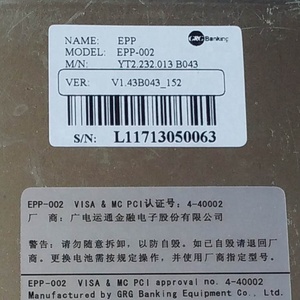 NAME: EPP
GRG Banking
MODEL: EPP-002
M/N: YT2.232.013 B043
VER: V1.43B043_152
S/N: L11713050063
EPP-002 VISA & MC PCI认证号: 4-40002
厂 商: 广电运通金融电子股份有限公司
警告: 请勿随意拆卸, 以防自毁。如已自毁请退回厂
商。更换电池需按规定操作, 并使用厂商指定型号。
EPP-002 VISA & MC PCI approval no. 4-40002
Manufactured by GRG Banking Equipment Co., Ltd.